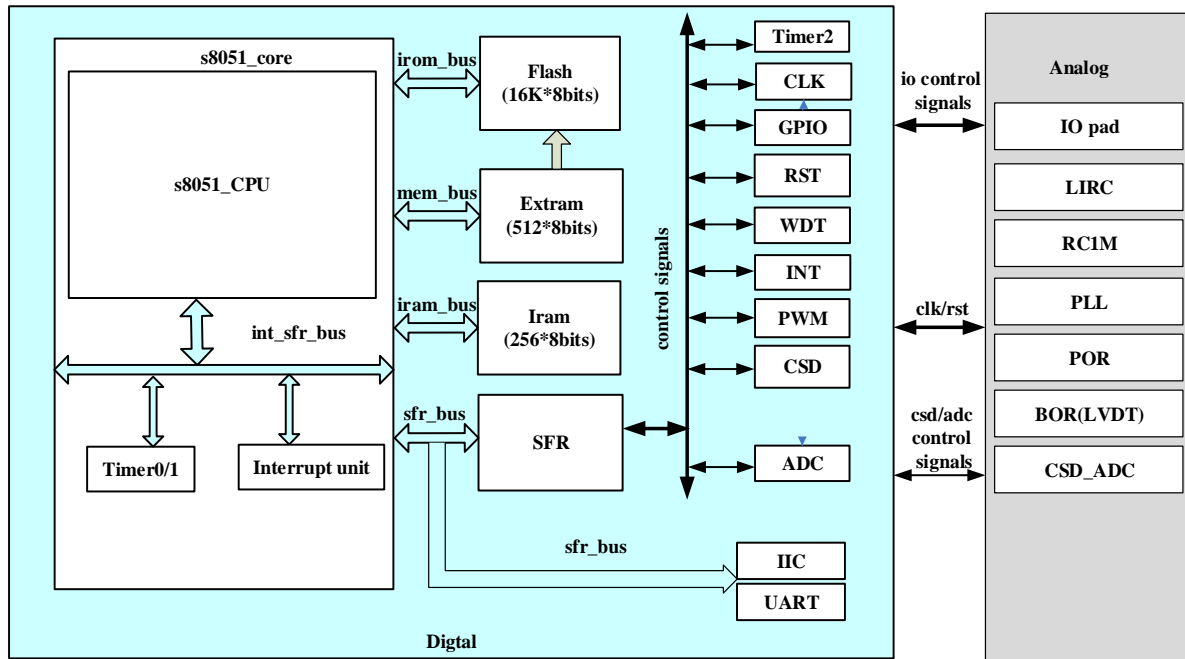 s8051_core
s8051_CPU
int_sfr_bus
Timer0/1
Interrupt unit
irom_bus
mem_bus
iram_bus
sfr_bus
Flash
(16K*8bits)
Extram
(512*8bits)
Iram
(256*8bits)
SFR
sfr_bus
control signals
Timer2
CLK
GPIO
RST
WDT
INT
PWM
CSD
ADC
IIC
UART
Digtal
io control
signals
clk/rst
csd/adc
control
signals
Analog
IO pad
LIRC
RC1M
PLL
POR
BOR(LVDT)
CSD_ADC